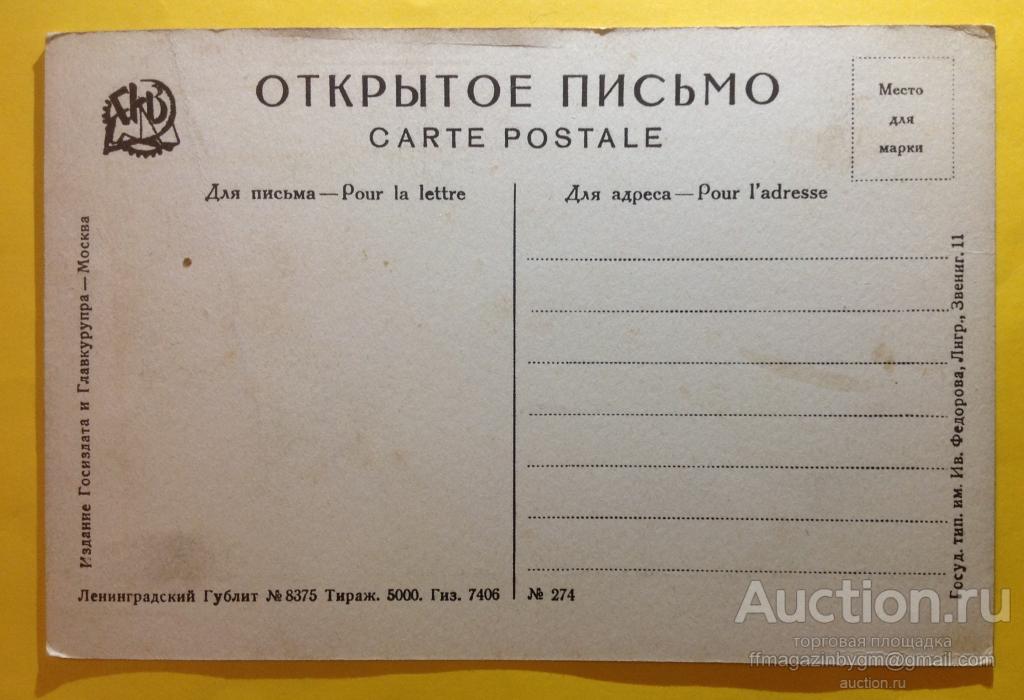 ОТКРЫТОЕ ПИСЬМО
CARTE POSTALE
Место
для
марки
Для письма — Pour la lettre
Для адреса — Pour l'adresse
Издание Госиздата и Главкурупра — Москва
Госуд. тип. им. Ив. Федорова, Лнгр., Звениг. 11
Ленинградский Гублит № 8375 Тираж. 5000. Гиз. 7406
№ 274
Auction.ru
торговая площадка
ffmagazinbygm@gmail.com
auction.ru